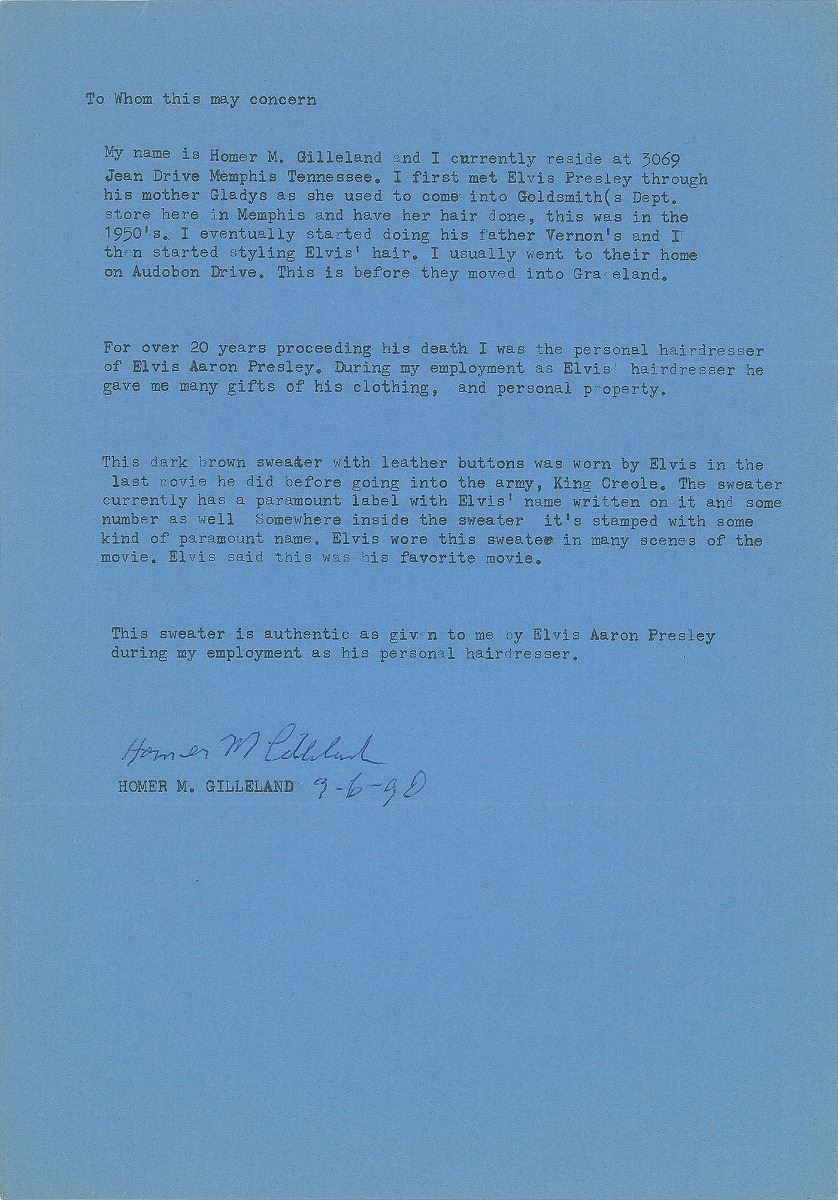 To Whom this may concern
My name is Homer M. Gilleland and I currently reside at 3069
Jean Drive Memphis Tennessee. I first met Elvis Presley through
his mother Gladys as she used to come into Goldsmith(s Dept.
store here in Memphis and have her hair done, this was in the
1950's. I eventually started doing his father Vernon's and I
then started styling Elvis' hair. I usually went to their home
on Audobon Drive. This is before they moved into Graceland.
For over 20 years proceeding his death I was the personal hairdresser
of Elvis Aaron Presley. During my employment as Elvis' hairdresser he
gave me many gifts of his clothing, and personal property.
This dark brown sweater with leather buttons was worn by Elvis in the
last movie he did before going into the army, King Creole. The sweater
currently has a paramount label with Elvis' name written on it and some
number as well Somewhere inside the sweater it's stamped with some
kind of paramount name. Elvis wore this sweater in many scenes of the
movie. Elvis said this was his favorite movie.
This sweater is authentic as given to me by Elvis Aaron Presley
during my employment as his personal hairdresser.
Homer M Gilleland
HOMER M. GILLELAND 9-6-90